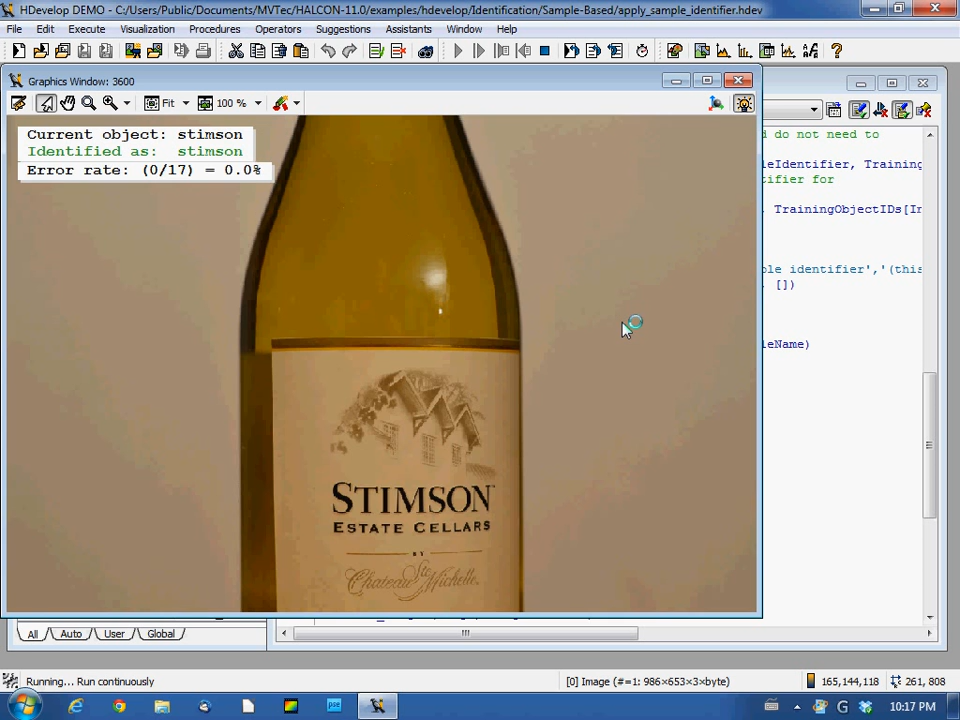 HDevelop DEMO - C:/Users/Public/Documents/MVTec/HALCON-11.0/examples/hdevelop/Identification/Sample-Based/apply_sample_identifier.hdev
File Edit Execute Visualization Procedures Operators Suggestions Assistants Window Help
Graphics Window: 3600
Fit 100 %
Current object: stimson
Identified as: stimson
Error rate: (0/17) = 0.0%
d do not need to
leIdentifier, Training
tifier for
, TrainingObjectIDs[In
le identifier','(this
, [])
leName)
STIMSON
ESTATE CELLARS
BY
Chateau Ste Michelle
All Auto User Global
Running... Run continuously
[0] Image (#=1: 986×653×3×byte)
165,144,118
261, 808
10:17 PM